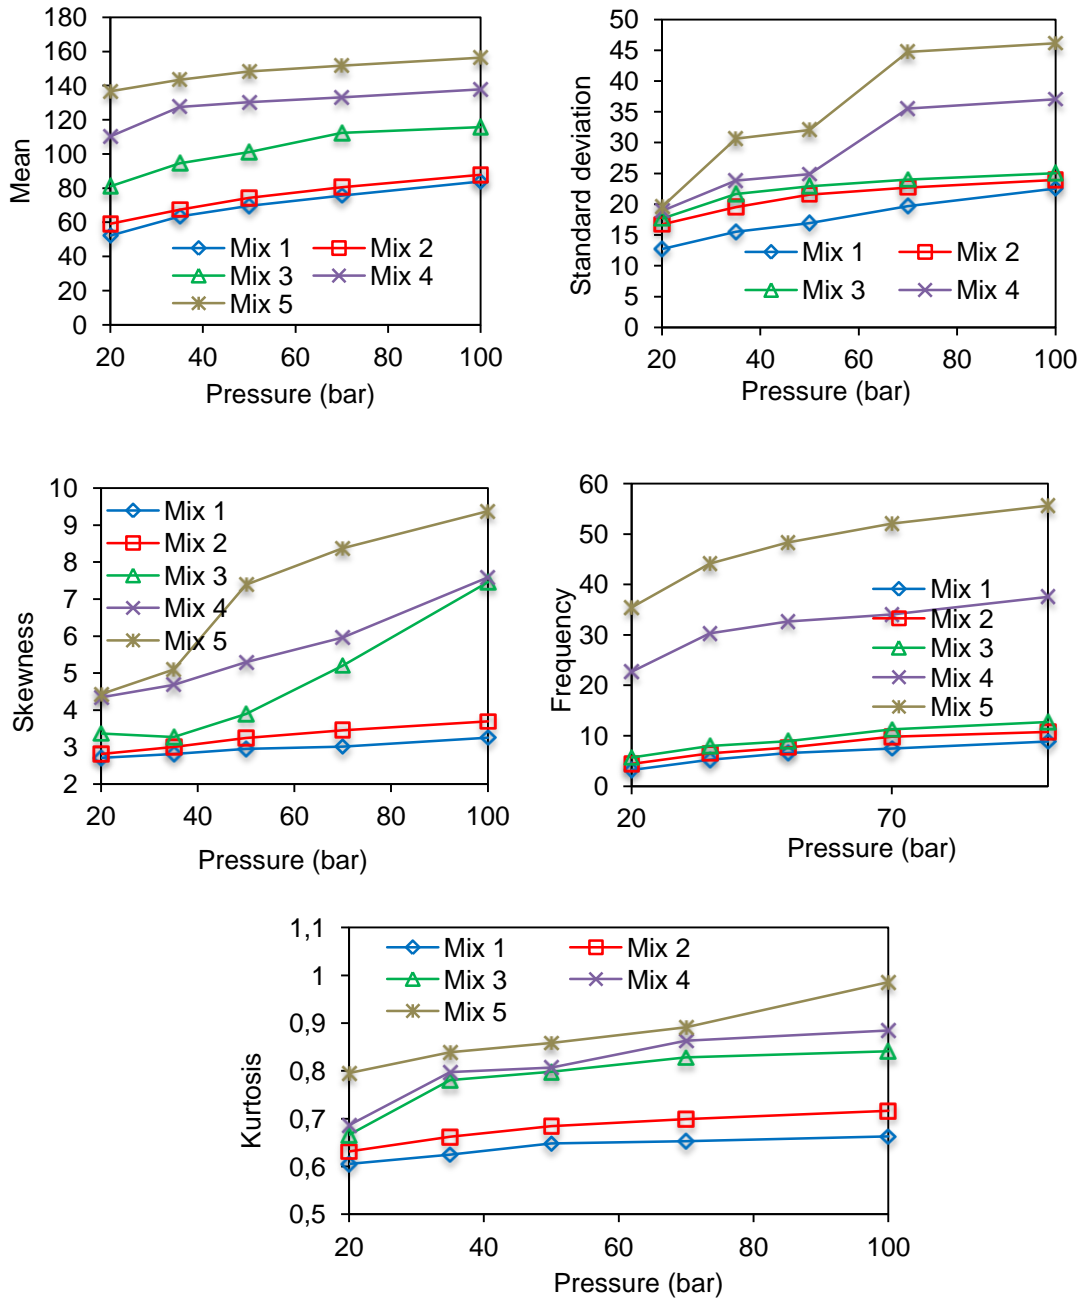 Mean
180
160
140
120
100
80
60
40
20
0
Mix 1 Mix 2
Mix 3 Mix 4
Mix 5
20 40 60 80 100
Pressure (bar)
Standard deviation
50
45
40
35
30
25
20
15
10
5
0
Mix 1 Mix 2
Mix 3 Mix 4
20 40 60 80 100
Pressure (bar)
Skewness
10
9
8
7
6
5
4
3
2
Mix 1
Mix 2
Mix 3
Mix 4
Mix 5
20 40 60 80 100
Pressure (bar)
Frequency
60
50
40
30
20
10
0
Mix 1
Mix 2
Mix 3
Mix 4
Mix 5
20 70
Pressure (bar)
Kurtosis
1,1
1
0,9
0,8
0,7
0,6
0,5
Mix 1 Mix 2
Mix 3 Mix 4
Mix 5
20 40 60 80 100
Pressure (bar)